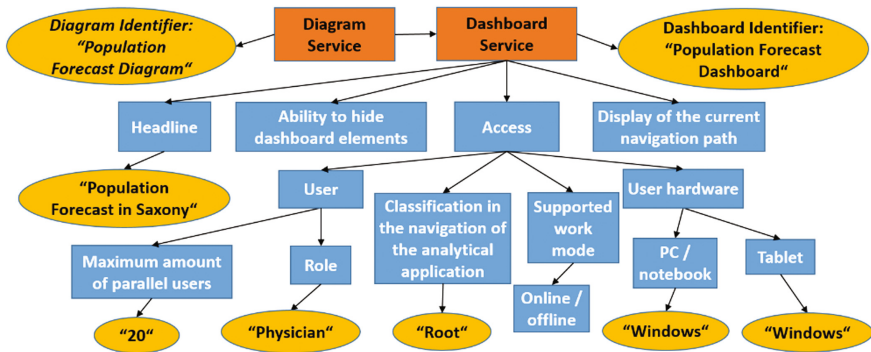 Diagram Identifier:
“Population
Forecast Diagram“
Diagram
Service
Dashboard
Service
Dashboard Identifier:
“Population Forecast
Dashboard“
Headline
Ability to hide
dashboard elements
Access
Display of the current
navigation path
“Population
Forecast in Saxony“
User
Classification in
the navigation of
the analytical
application
Supported
work
mode
User hardware
Maximum amount
of parallel users
Role
Online /
offline
PC /
notebook
Tablet
“20“
“Physician“
“Root“
“Windows“
“Windows“